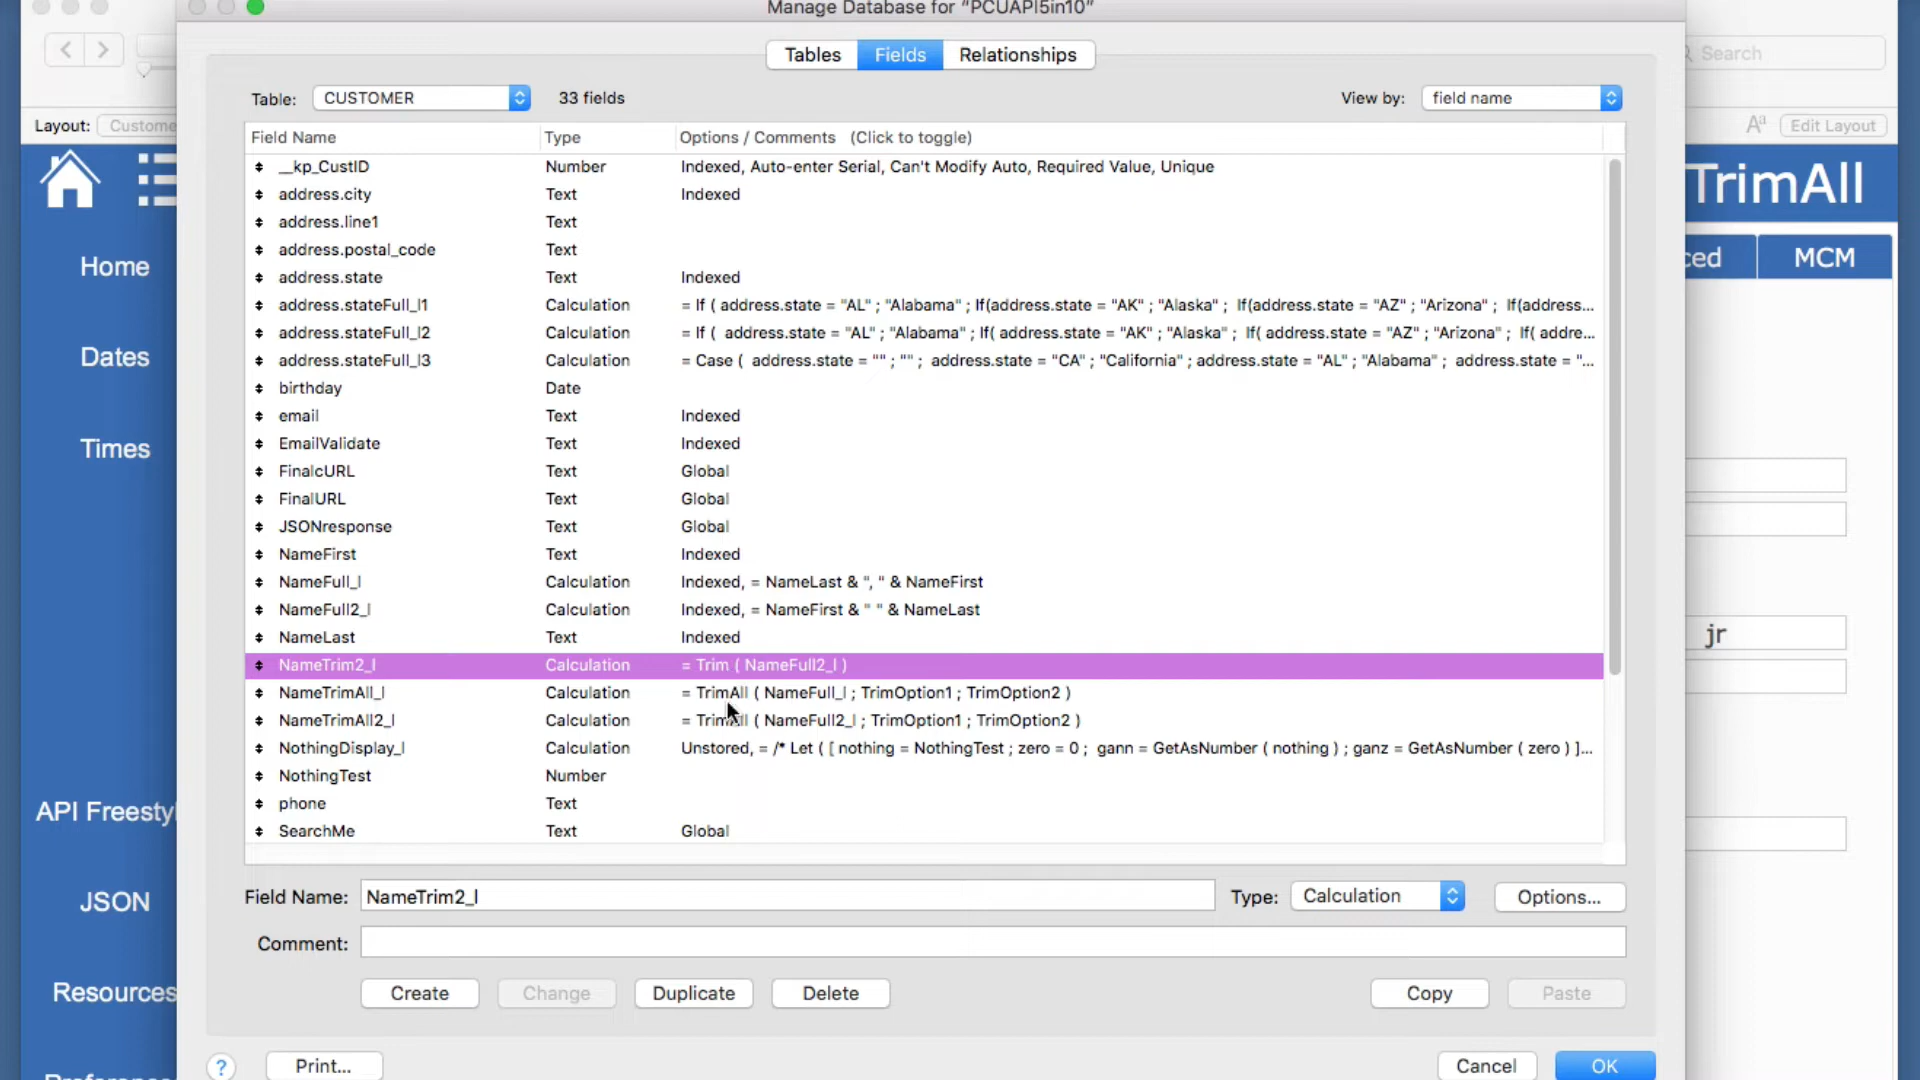 Manage Database for "PCUAPI5in10"
Tables Fields Relationships
Search
Table: CUSTOMER 33 fields View by: field name
Layout: Custome Edit Layout
Field Name Type Options / Comments (Click to toggle)
__kp_CustID Number Indexed, Auto-enter Serial, Can't Modify Auto, Required Value, Unique
address.city Text Indexed
address.line1 Text
address.postal_code Text
address.state Text Indexed
address.stateFull_l1 Calculation = If ( address.state = "AL" ; "Alabama" ; If(address.state = "AK" ; "Alaska" ; If(address.state = "AZ" ; "Arizona" ; If(address...
address.stateFull_l2 Calculation = If ( address.state = "AL" ; "Alabama" ; If( address.state = "AK" ; "Alaska" ; If( address.state = "AZ" ; "Arizona" ; If( addre...
address.stateFull_l3 Calculation = Case ( address.state = "" ; "" ; address.state = "CA" ; "California" ; address.state = "AL" ; "Alabama" ; address.state = "...
birthday Date
email Text Indexed
EmailValidate Text Indexed
FinalcURL Text Global
FinalURL Text Global
JSONresponse Text Global
NameFirst Text Indexed
NameFull_l Calculation Indexed, = NameLast & ", " & NameFirst
NameFull2_l Calculation Indexed, = NameFirst & " " & NameLast
NameLast Text Indexed
NameTrim2_l Calculation = Trim ( NameFull2_l )
NameTrimAll_l Calculation = TrimAll ( NameFull_l ; TrimOption1 ; TrimOption2 )
NameTrimAll2_l Calculation = TrimAll ( NameFull2_l ; TrimOption1 ; TrimOption2 )
NothingDisplay_l Calculation Unstored, = /* Let ( [ nothing = NothingTest ; zero = 0 ; gann = GetAsNumber ( nothing ) ; ganz = GetAsNumber ( zero ) ]...
NothingTest Number
phone Text
SearchMe Text Global
Field Name: NameTrim2_l Type: Calculation Options...
Comment:
Create Change Duplicate Delete Copy Paste
? Print... Cancel OK
Home
Dates
Times
API Freestyl
JSON
Resources
Preference
TrimAll
ced MCM
jr